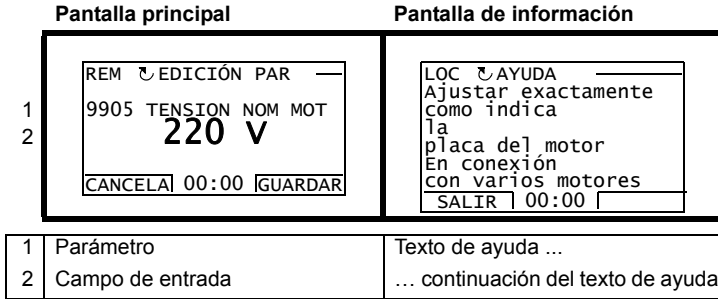 Pantalla principal
Pantalla de información
REM ↻ EDICIÓN PAR
1 9905 TENSION NOM MOT
2 220 V
CANCELA 00:00 GUARDAR
LOC ↻ AYUDA
Ajustar exactamente
como indica
la
placa del motor
En conexión
con varios motores
SALIR 00:00
1 Parámetro Texto de ayuda ...
2 Campo de entrada … continuación del texto de ayuda